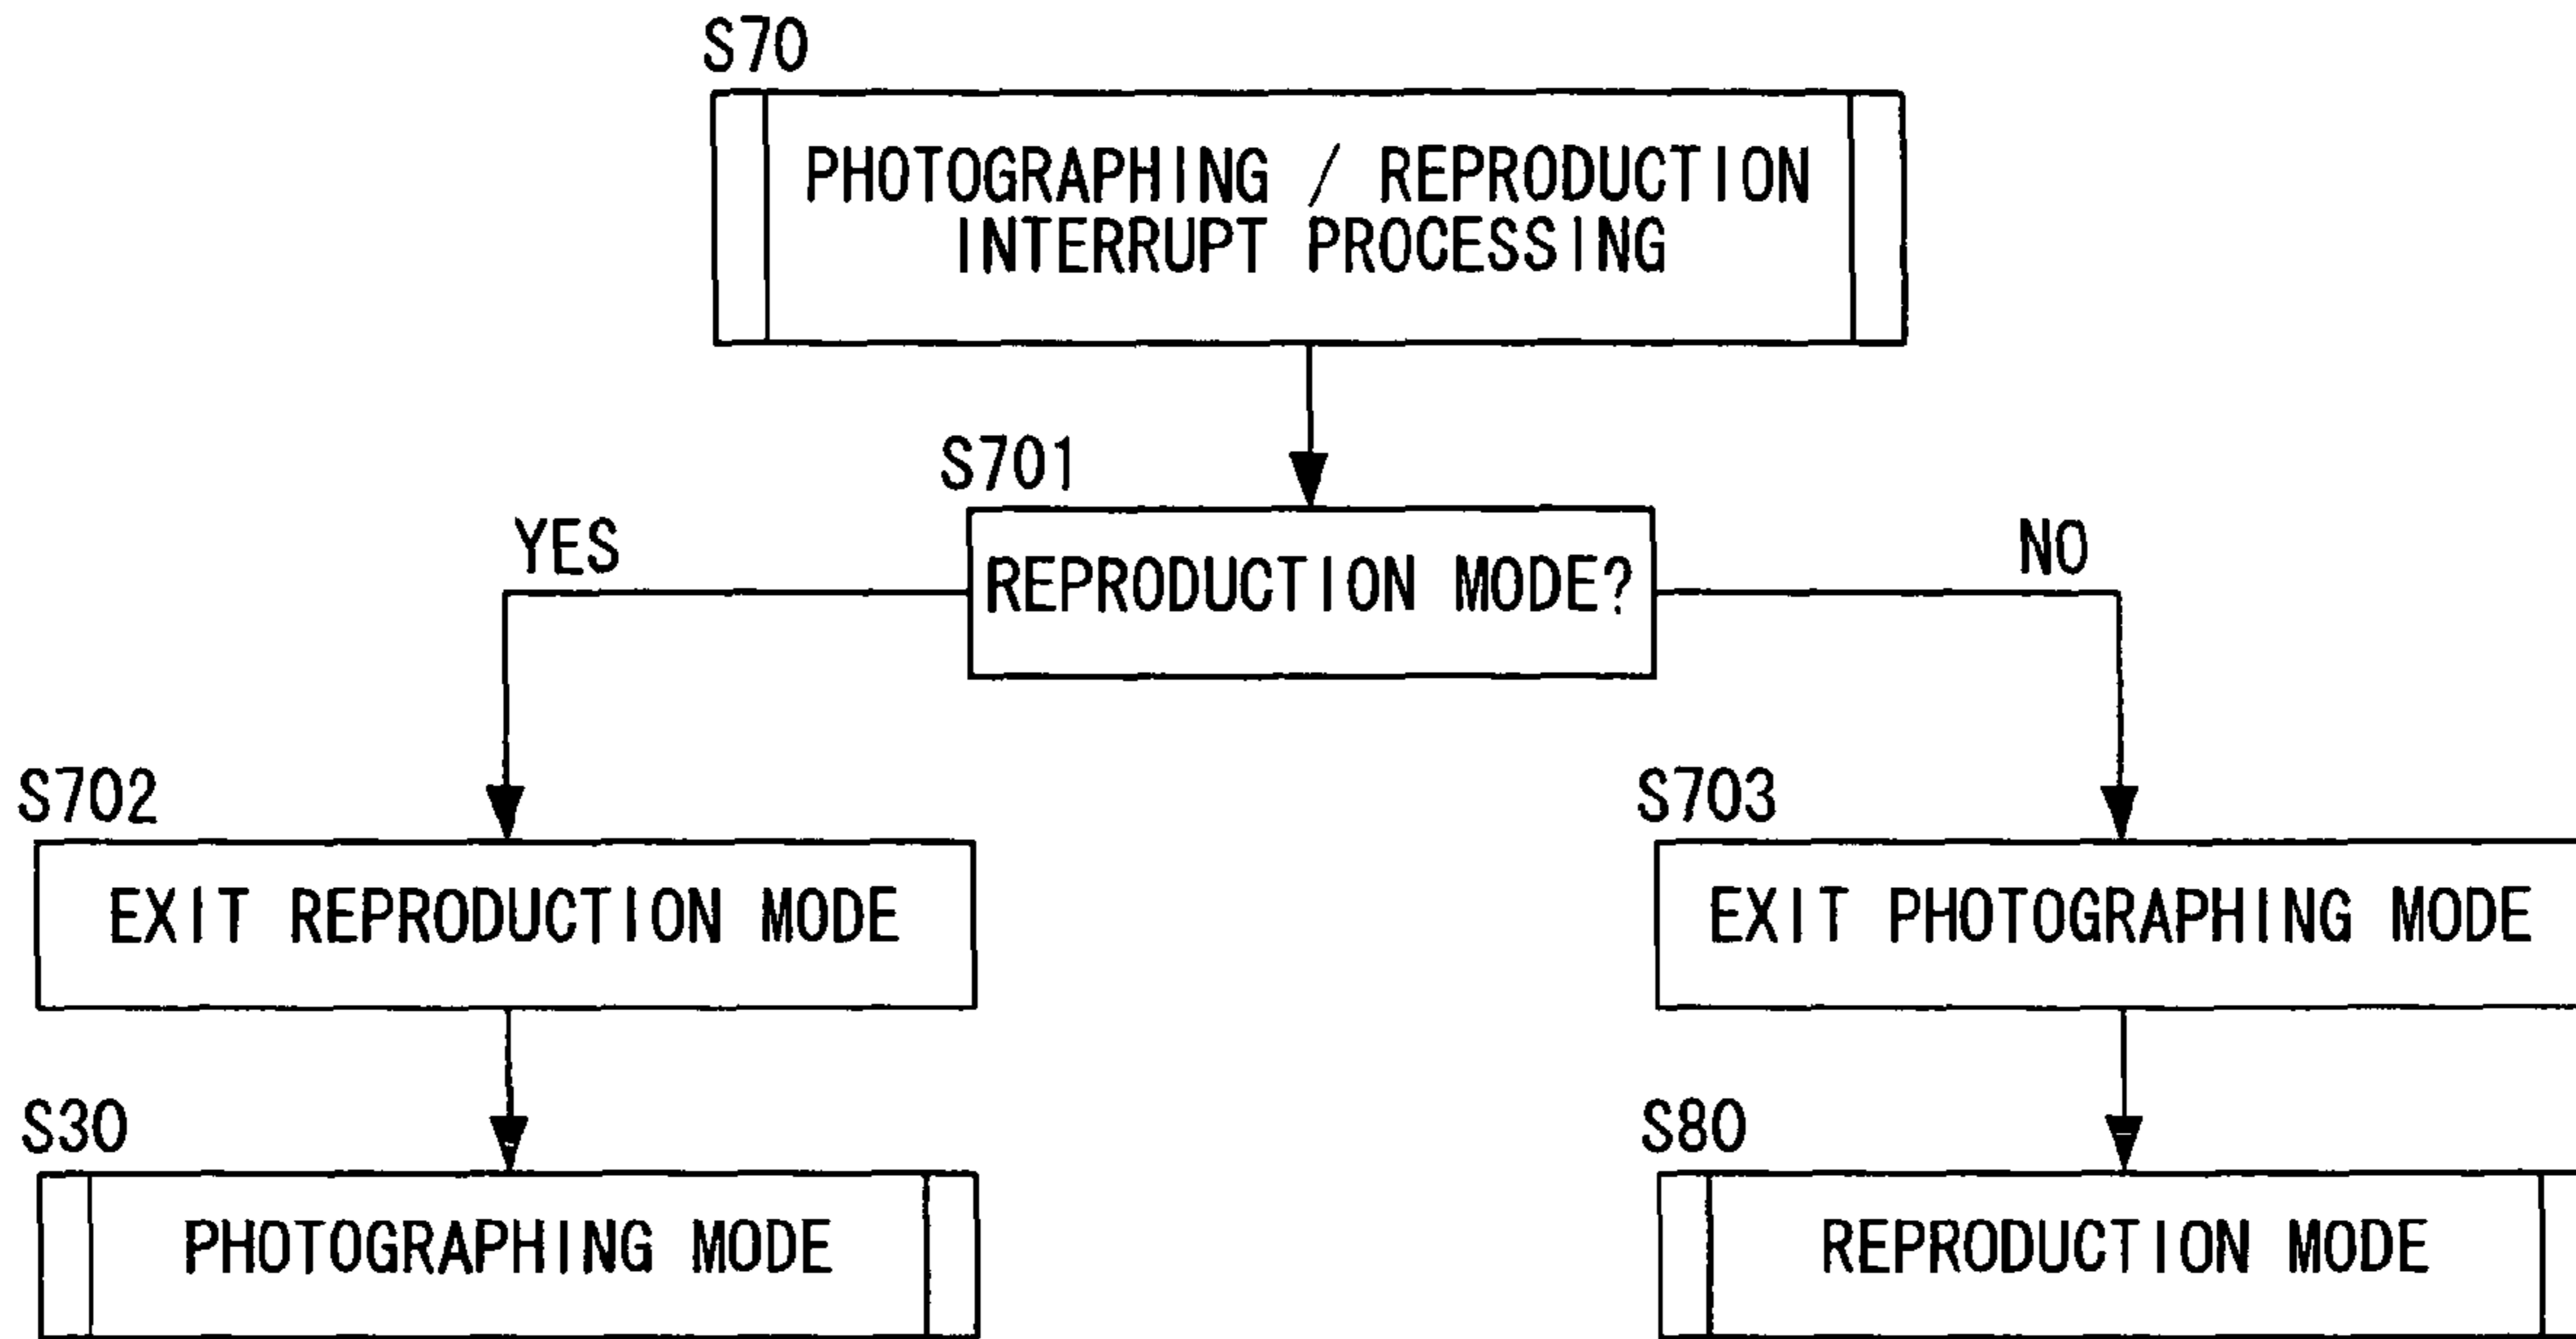 S70
PHOTOGRAPHING / REPRODUCTION
INTERRUPT PROCESSING
S701
YES
REPRODUCTION MODE?
NO
S702
EXIT REPRODUCTION MODE
S703
EXIT PHOTOGRAPHING MODE
S30
PHOTOGRAPHING MODE
S80
REPRODUCTION MODE